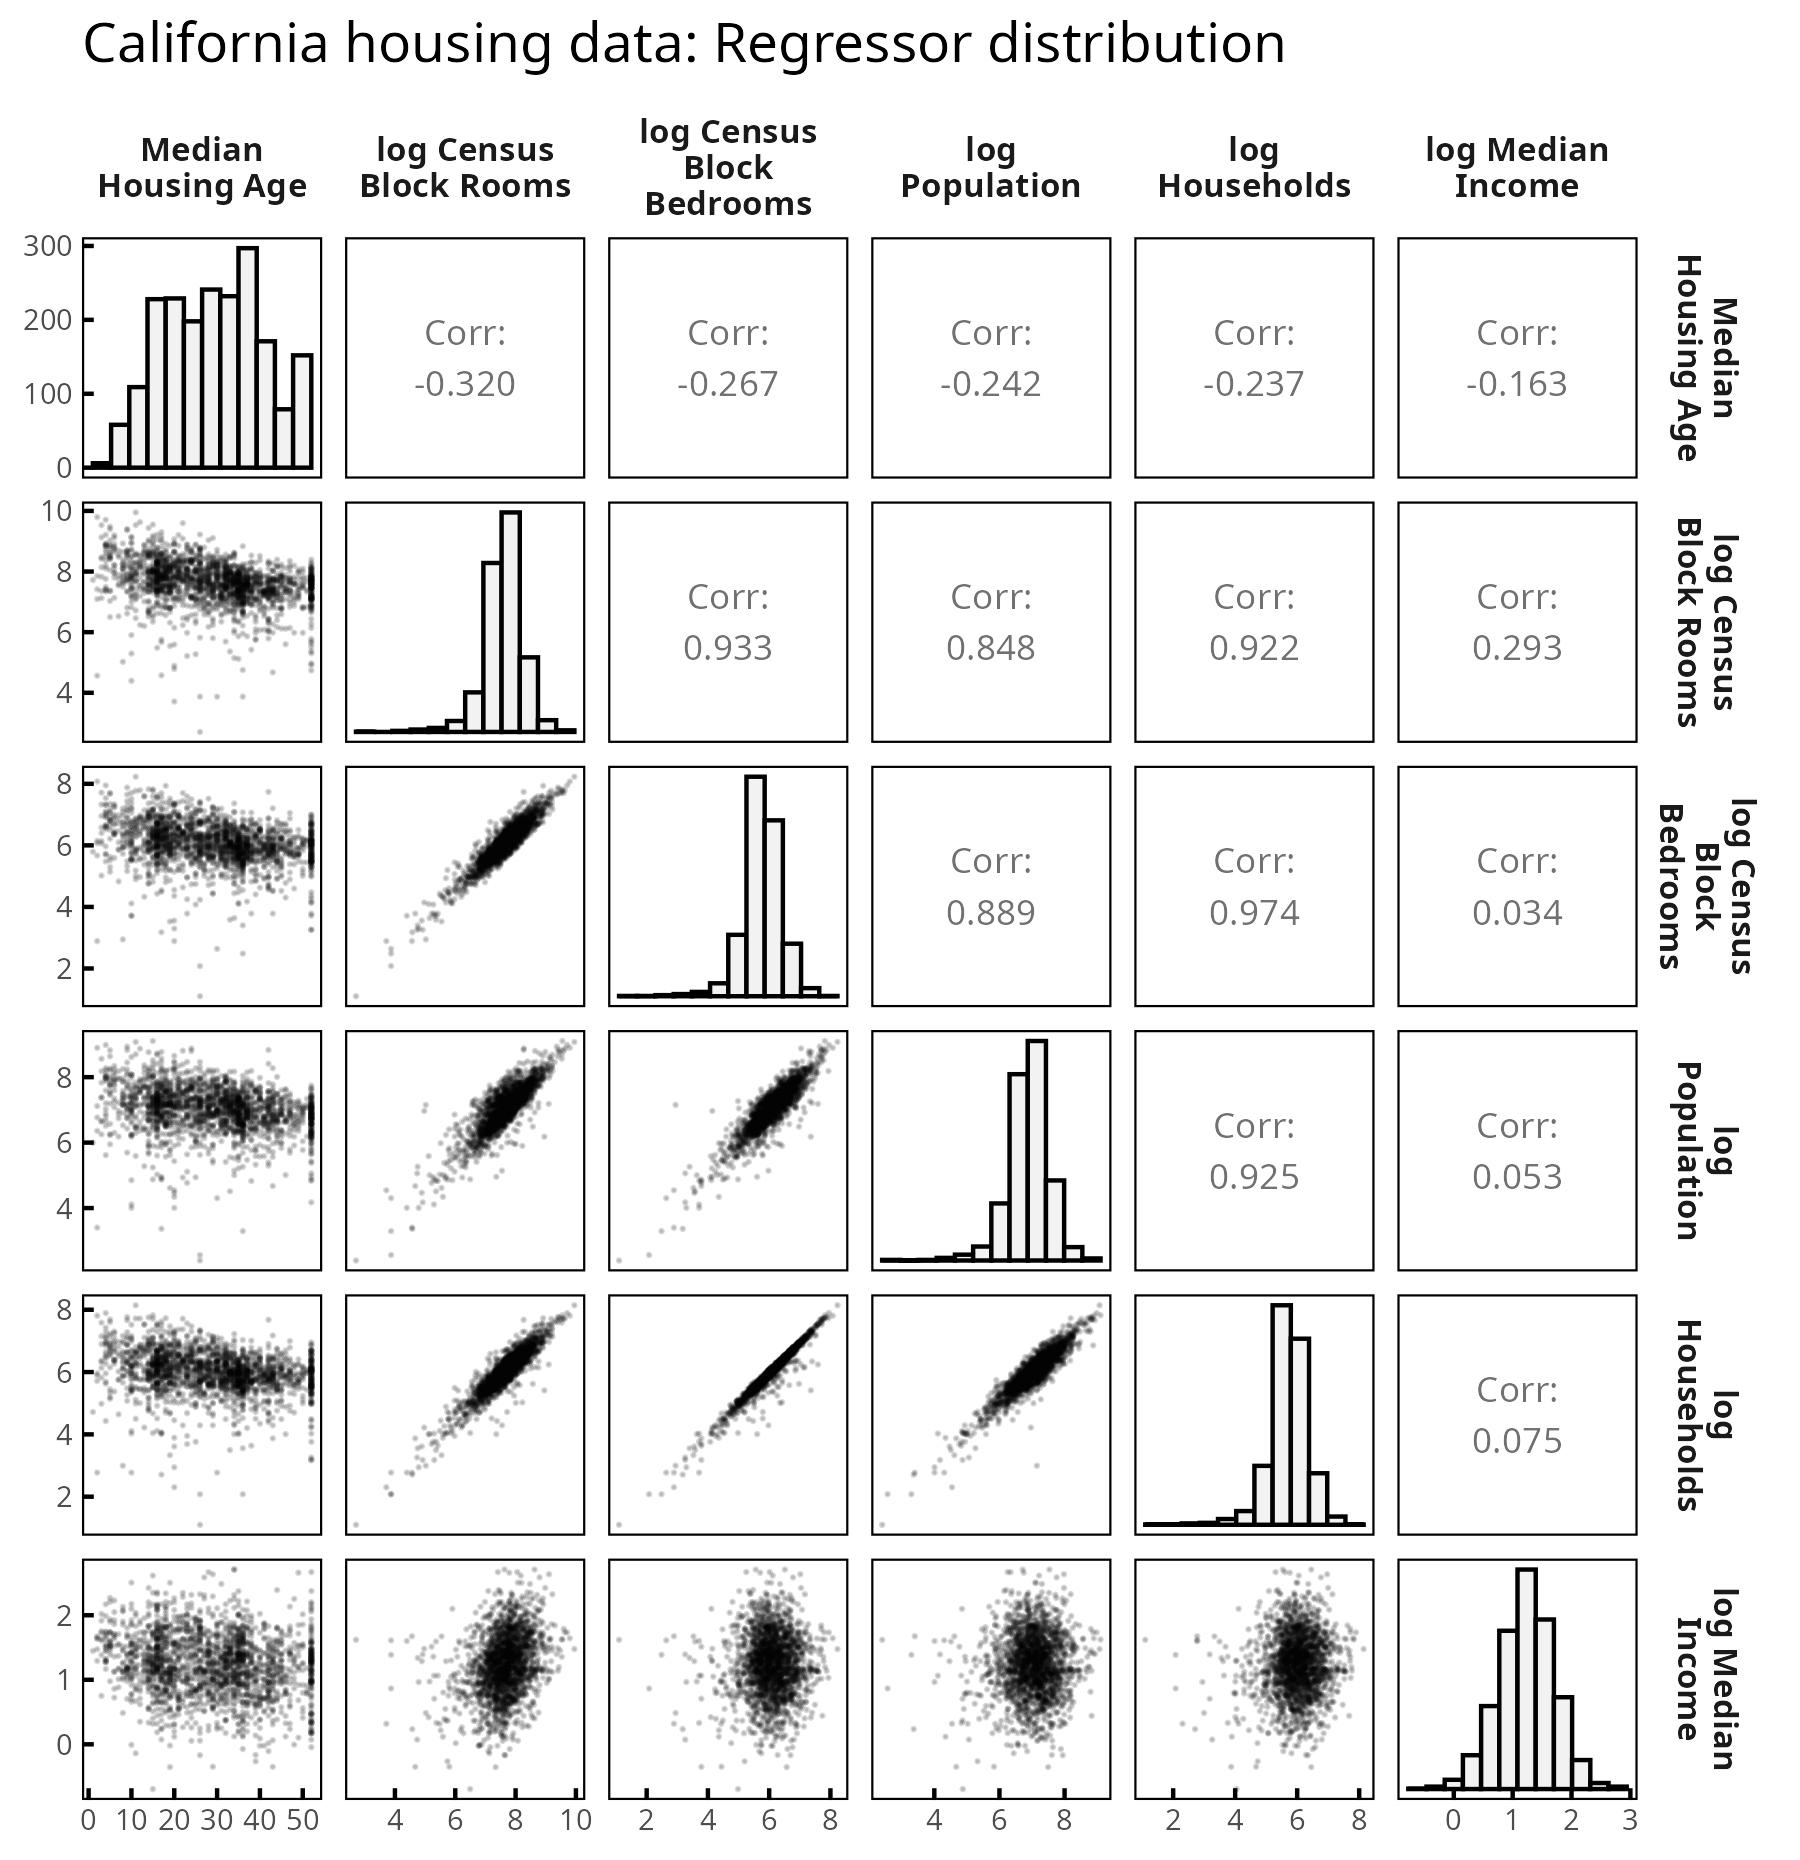 California housing data: Regressor distribution
Median
Housing Age
log Census
Block Rooms
log Census
Block
Bedrooms
log
Population
log
Households
log Median
Income
300
200
100
0
Corr:
-0.320
Corr:
-0.267
Corr:
-0.242
Corr:
-0.237
Corr:
-0.163
Median
Housing Age
10
8
6
4
Corr:
0.933
Corr:
0.848
Corr:
0.922
Corr:
0.293
log Census
Block Rooms
8
6
4
2
Corr:
0.889
Corr:
0.974
Corr:
0.034
log Census
Block
Bedrooms
8
6
4
Corr:
0.925
Corr:
0.053
log
Population
8
6
4
2
Corr:
0.075
log
Households
2
1
0
log Median
Income
0 10 20 30 40 50
4 6 8 10
2 4 6 8
4 6 8
2 4 6 8
0 1 2 3